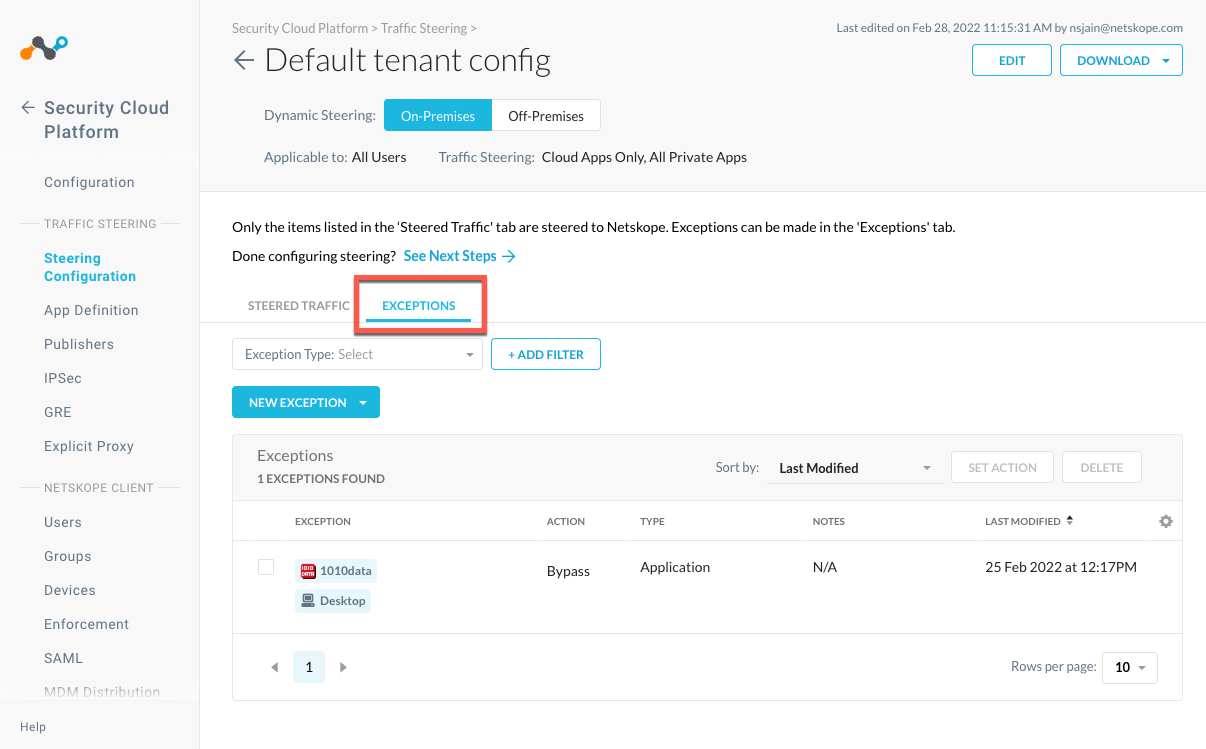 Security Cloud Platform > Traffic Steering >
Last edited on Feb 28, 2022 11:15:31 AM by nsjain@netskope.com
Default tenant config
EDIT
DOWNLOAD
Dynamic Steering: On-Premises Off-Premises
Applicable to: All Users Traffic Steering: Cloud Apps Only, All Private Apps
Security Cloud
Platform
Configuration
TRAFFIC STEERING
Steering
Configuration
App Definition
Publishers
IPSec
GRE
Explicit Proxy
NETSKOPE CLIENT
Users
Groups
Devices
Enforcement
SAML
MDM Distribution
Help
Only the items listed in the 'Steered Traffic' tab are steered to Netskope. Exceptions can be made in the 'Exceptions' tab.
Done configuring steering? See Next Steps
STEERED TRAFFIC EXCEPTIONS
Exception Type: Select + ADD FILTER
NEW EXCEPTION
Exceptions
1 EXCEPTIONS FOUND
Sort by: Last Modified SET ACTION DELETE
EXCEPTION ACTION TYPE NOTES LAST MODIFIED
1010 DATA 1010data Bypass Application N/A 25 Feb 2022 at 12:17PM
Desktop
1
Rows per page: 10